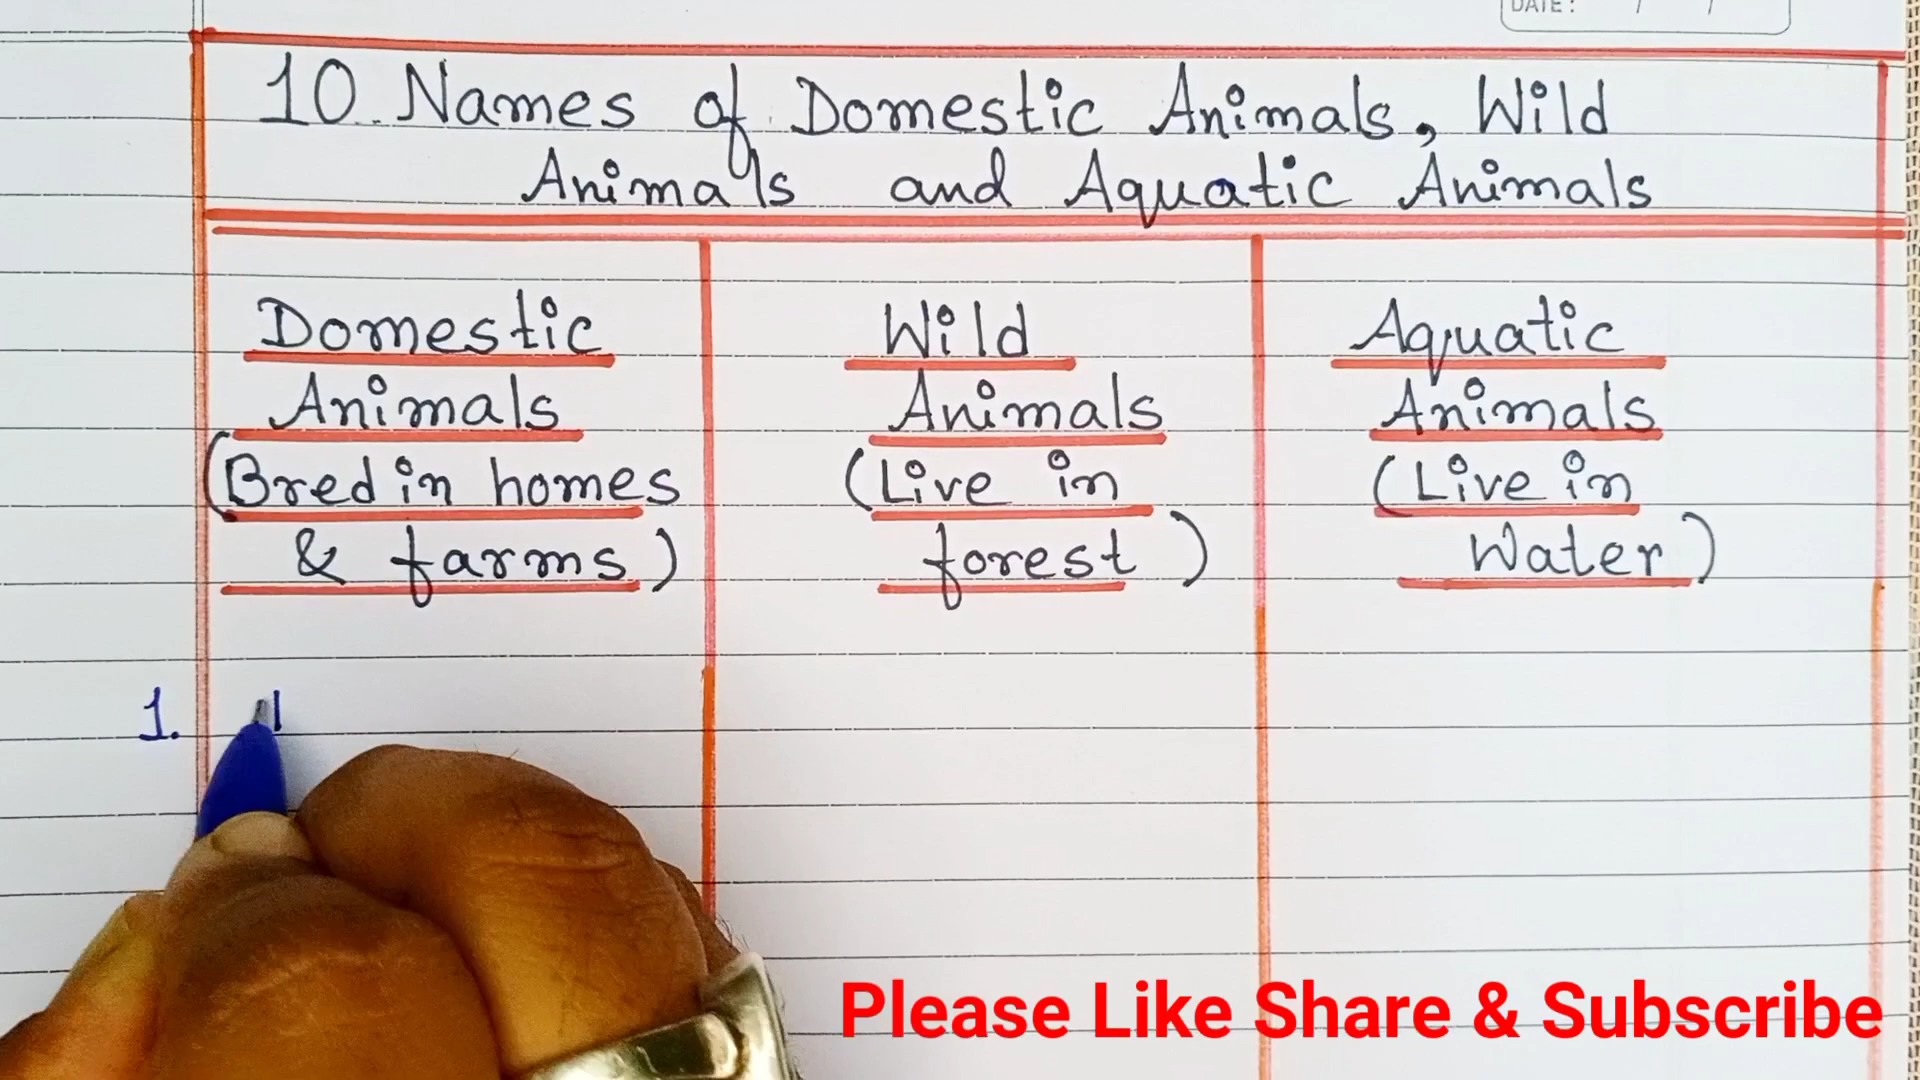 DATE: / /
10 Names of Domestic Animals, Wild
Animals and Aquatic Animals
Domestic
Animals
(Bred in homes
& farms)
Wild
Animals
(Live in
forest)
Aquatic
Animals
(Live in
Water)
1.
Please Like Share & Subscribe